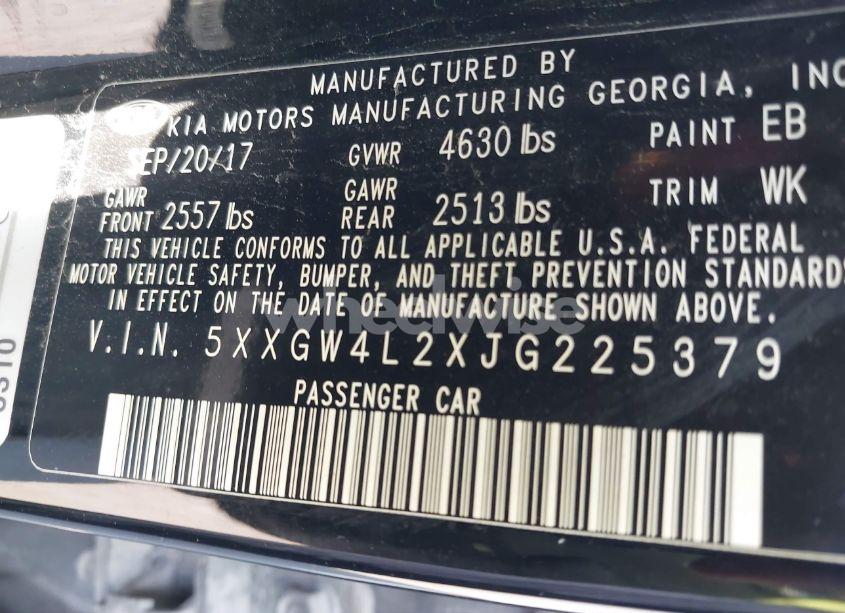 MANUFACTURED BY
KIA MOTORS MANUFACTURING GEORGIA, INC
SEP/20/17 GVWR 4630 lbs PAINT EB
GAWR FRONT 2557 lbs GAWR REAR 2513 lbs TRIM WK
THIS VEHICLE CONFORMS TO ALL APPLICABLE U.S.A. FEDERAL
MOTOR VEHICLE SAFETY, BUMPER, AND THEFT PREVENTION STANDARDS
IN EFFECT ON THE DATE OF MANUFACTURE SHOWN ABOVE.
wheelwise
V.I.N. 5XXGW4L2XJG225379
PASSENGER CAR